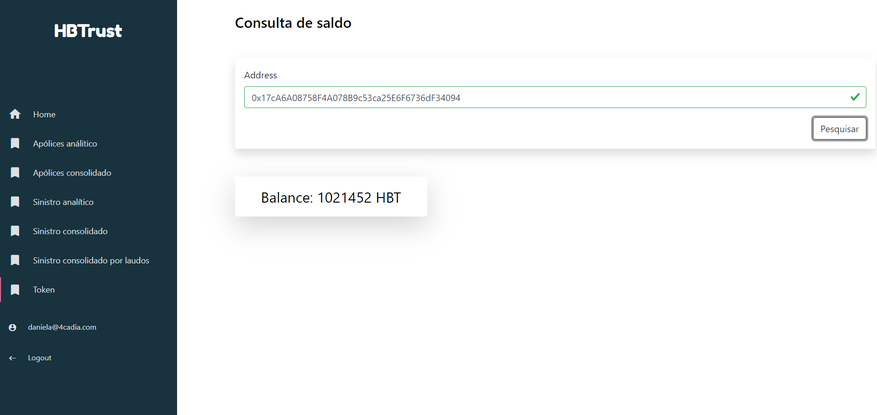 HBTrust
Home
Apólices análitico
Apólices consolidado
Sinistro analítico
Sinistro consolidado
Sinistro consolidado por laudos
Token
daniela@4cadia.com
Logout
Consulta de saldo
Address
0x17cA6A08758F4A078B9c53ca25E6F6736dF34094
Pesquisar
Balance: 1021452 HBT